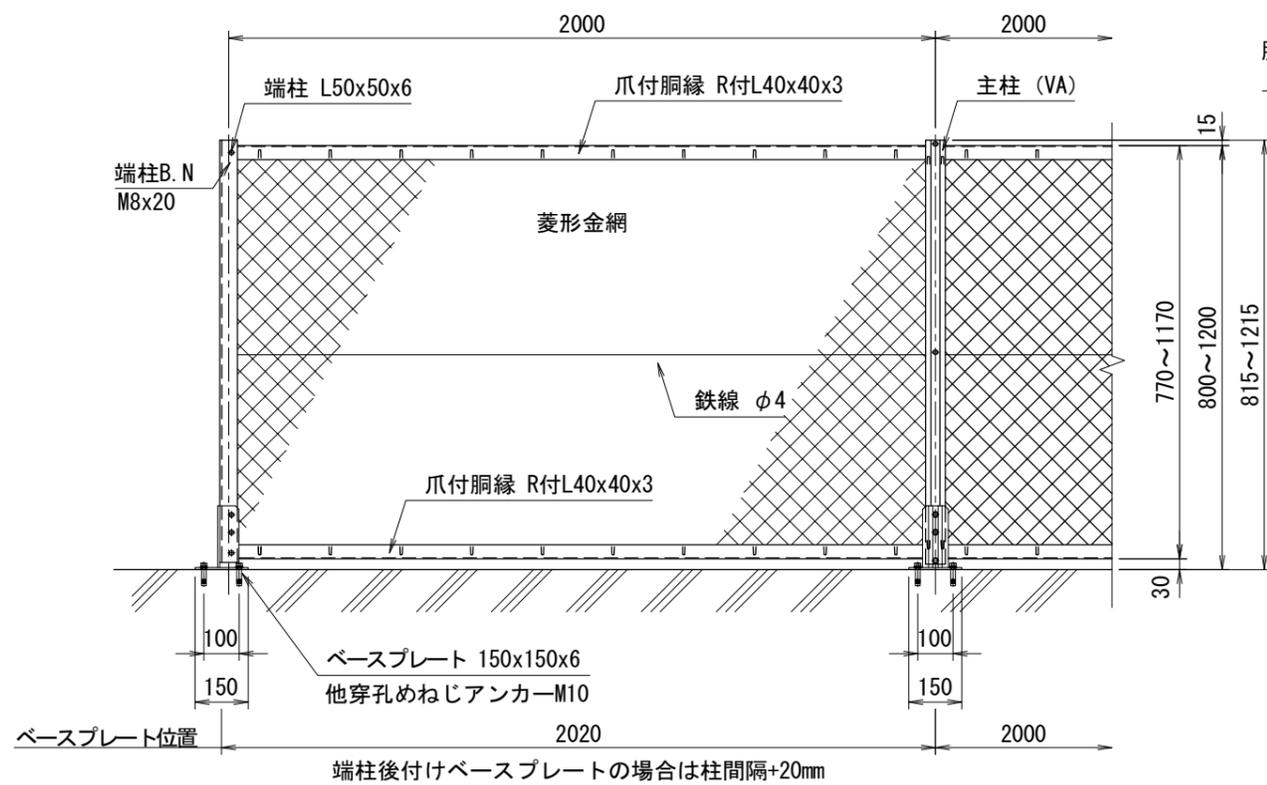 2000
2000
端柱 L50x50x6
爪付胴縁 R付L40x40x3
主柱 (VA)
15
端柱B.N
M8x20
菱形金網
770～1170
800～1200
815～1215
鉄線 φ4
爪付胴縁 R付L40x40x3
30
100
100
150
150
ベースプレート 150x150x6
他穿孔めねじアンカーM10
ベースプレート位置
2020
2000
端柱後付けベースプレートの場合は柱間隔+20mm